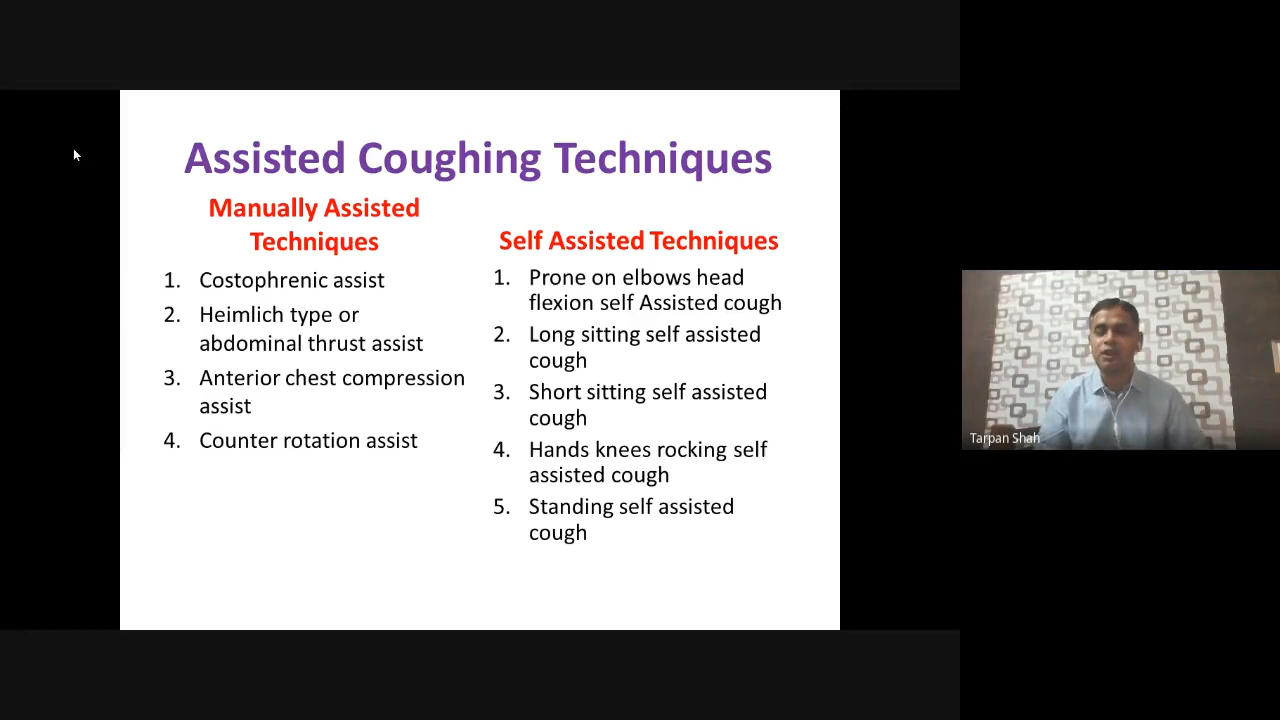 Assisted Coughing Techniques
Manually Assisted
Techniques
1. Costophrenic assist
2. Heimlich type or
abdominal thrust assist
3. Anterior chest compression
assist
4. Counter rotation assist
Self Assisted Techniques
1. Prone on elbows head
flexion self Assisted cough
2. Long sitting self assisted
cough
3. Short sitting self assisted
cough
4. Hands knees rocking self
assisted cough
5. Standing self assisted
cough
Tarpan Shah